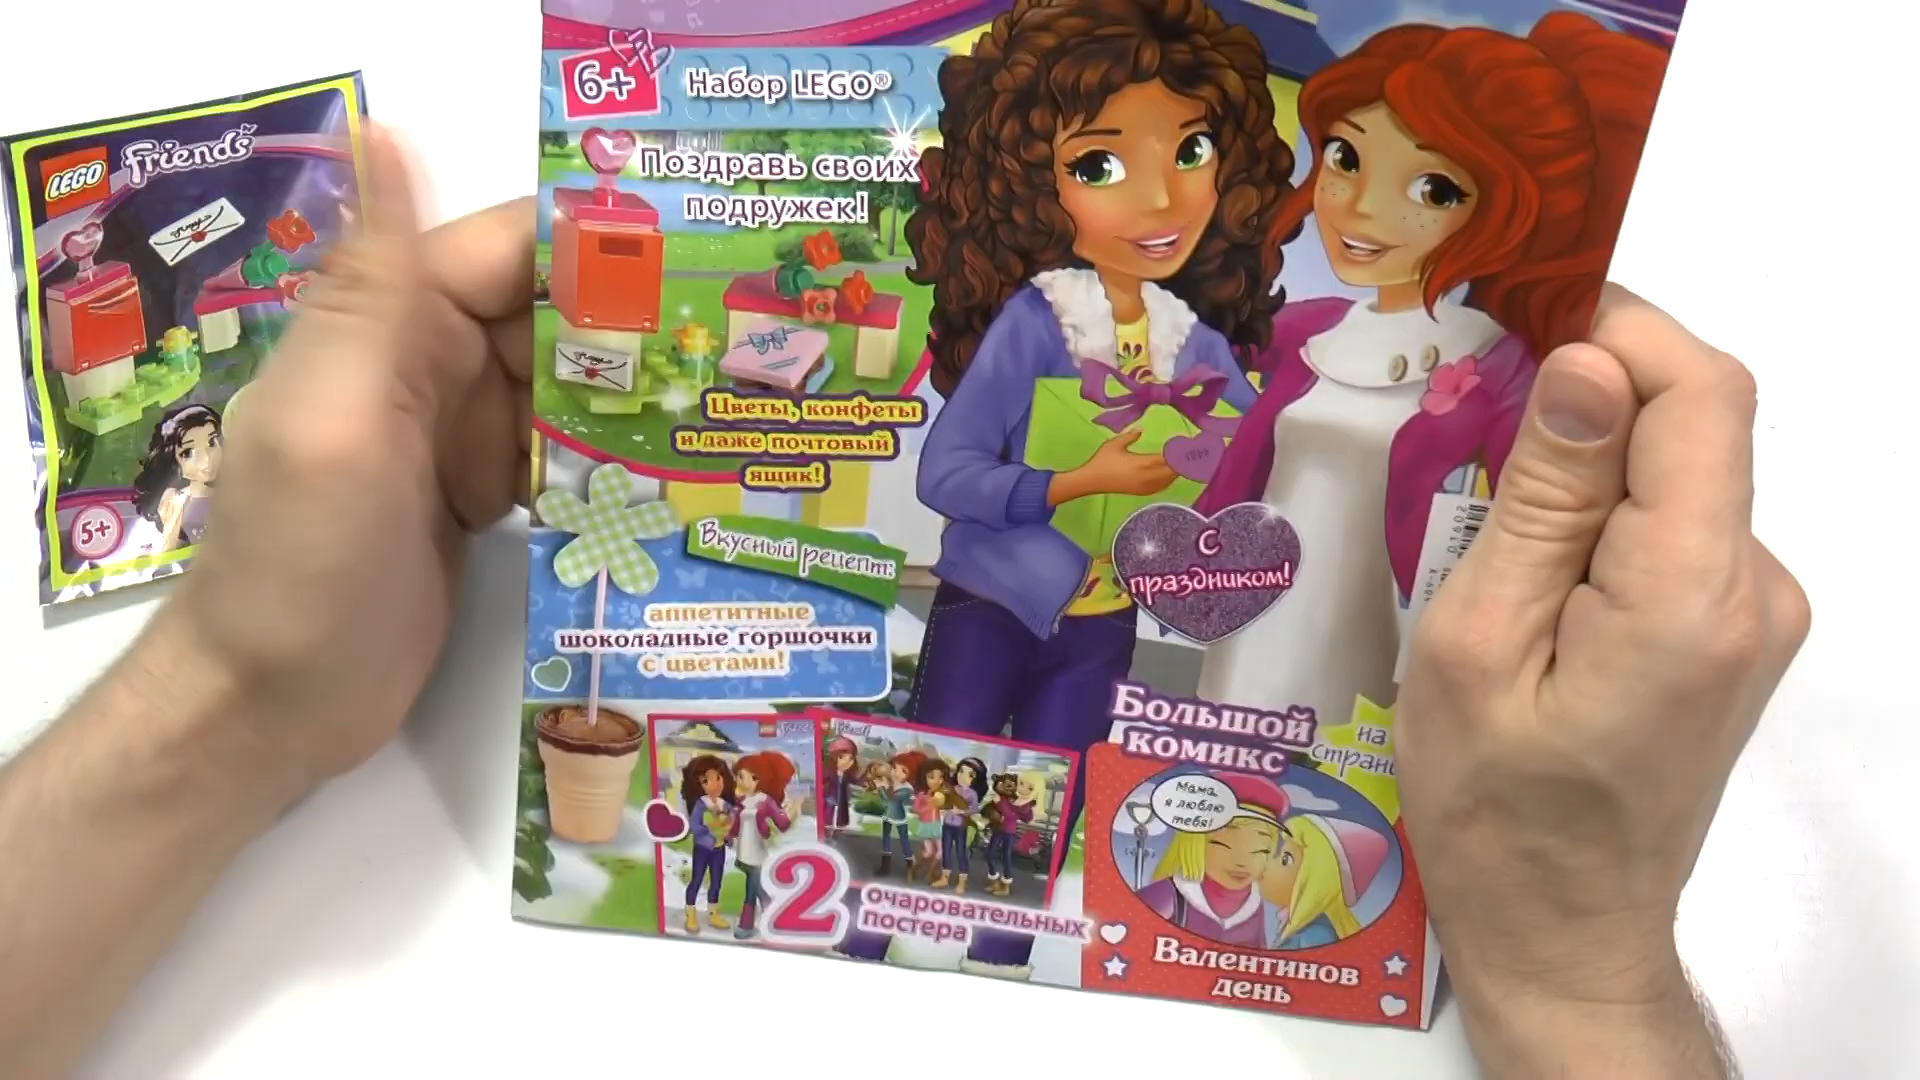 LEGO
friends
5+
6+
Набор LEGO®
Поздравь своих
подружек!
Цветы, конфеты
и даже почтовый
ящик!
Вкусный рецепт:
аппетитные
шоколадные горшочки
с цветами!
С
праздником!
2
очаровательных
постера
Большой
комикс
на
Мама,
я люблю
тебя!
Валентинов
день
01602